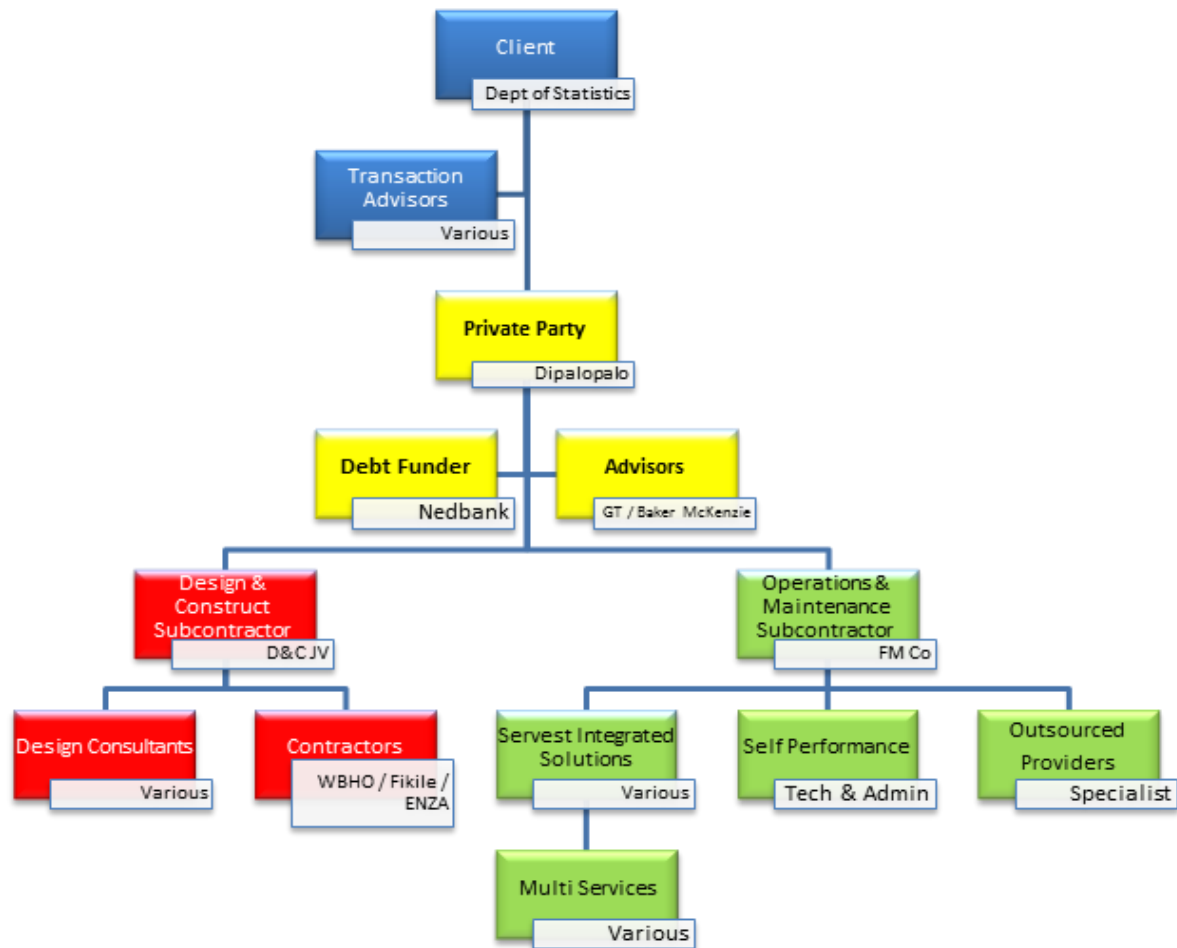 Client
Dept of Statistics
Transaction
Advisors
Various
Private Party
Dipalopalo
Debt Funder
Nedbank
Advisors
GT / Baker McKenzie
Design &
Construct
Subcontractor
D&C JV
Operations &
Maintenance
Subcontractor
FM Co
Design Consultants
Various
Contractors
WBHO / Fikile /
ENZA
Servest Integrated
Solutions
Various
Self Performance
Tech & Admin
Outsourced
Providers
Specialist
Multi Services
Various